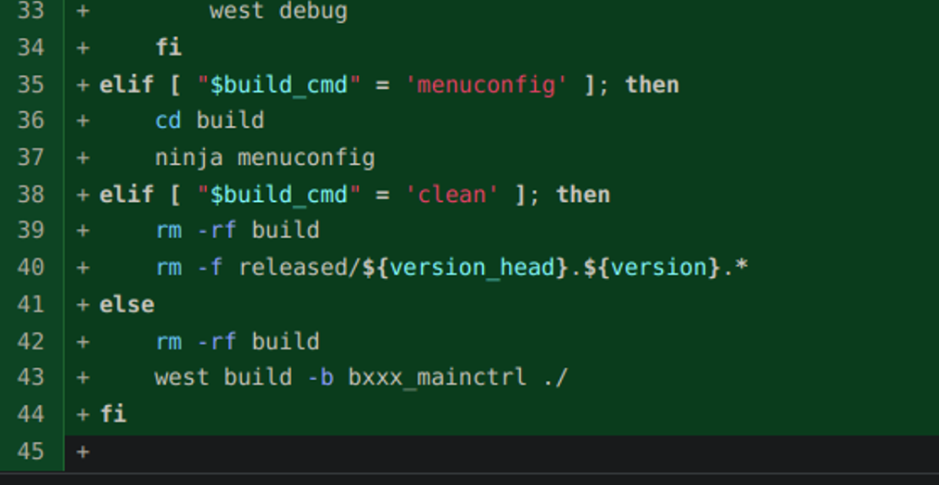 33 +         west debug
34 +     fi
35 + elif [ "$build_cmd" = 'menuconfig' ]; then
36 +     cd build
37 +     ninja menuconfig
38 + elif [ "$build_cmd" = 'clean' ]; then
39 +     rm -rf build
40 +     rm -f released/${version_head}.${version}.*
41 + else
42 +     rm -rf build
43 +     west build -b bxxx_mainctrl ./
44 + fi
45 +